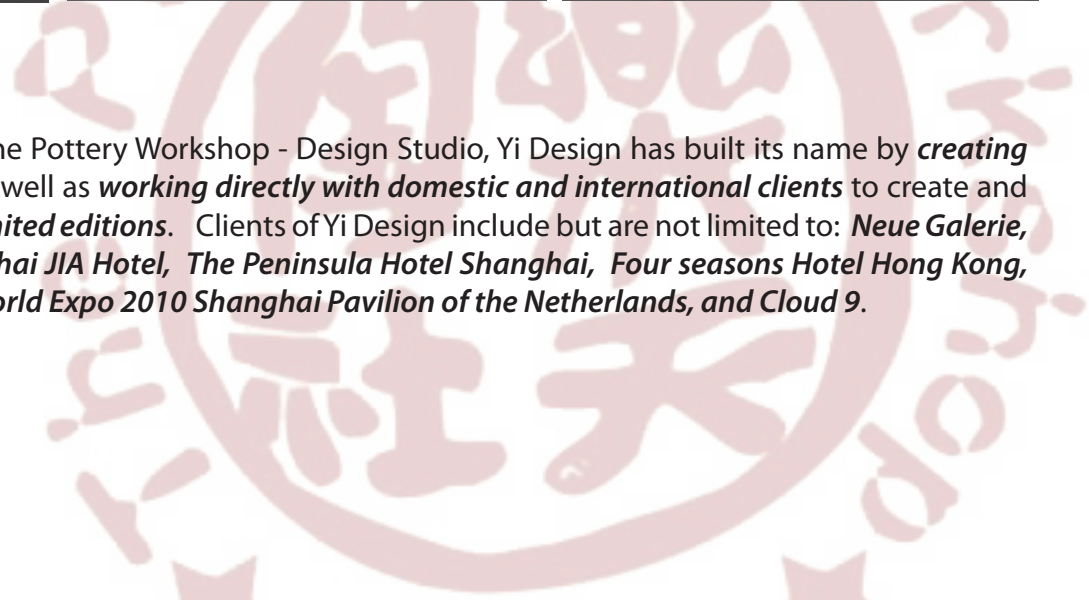 he Pottery Workshop - Design Studio, Yi Design has built its name by creating
well as working directly with domestic and international clients to create and
ited editions. Clients of Yi Design include but are not limited to: Neue Galerie,
hai JIA Hotel, The Peninsula Hotel Shanghai, Four seasons Hotel Hong Kong,
orld Expo 2010 Shanghai Pavilion of the Netherlands, and Cloud 9.